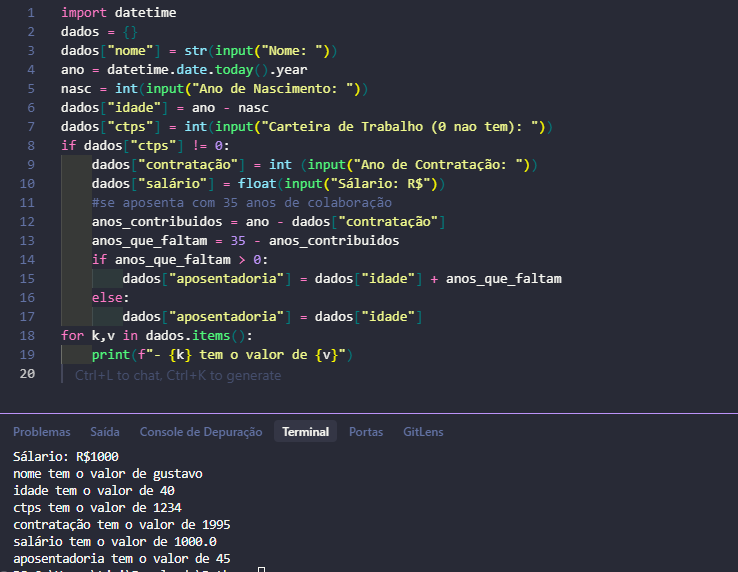 1 import datetime
2 dados = {}
3 dados["nome"] = str(input("Nome: "))
4 ano = datetime.date.today().year
5 nasc = int(input("Ano de Nascimento: "))
6 dados["idade"] = ano - nasc
7 dados["ctps"] = int(input("Carteira de Trabalho (0 nao tem): "))
8 if dados["ctps"] != 0:
9     dados["contratação"] = int (input("Ano de Contratação: "))
10     dados["salário"] = float(input("Sálario: R$"))
11     #se aposenta com 35 anos de colaboração
12     anos_contribuidos = ano - dados["contratação"]
13     anos_que_faltam = 35 - anos_contribuidos
14     if anos_que_faltam > 0:
15         dados["aposentadoria"] = dados["idade"] + anos_que_faltam
16     else:
17         dados["aposentadoria"] = dados["idade"]
18 for k,v in dados.items():
19     print(f"- {k} tem o valor de {v}")
20 Ctrl+L to chat, Ctrl+K to generate
Problemas Saída Console de Depuração Terminal Portas GitLens
Sálario: R$1000
nome tem o valor de gustavo
idade tem o valor de 40
ctps tem o valor de 1234
contratação tem o valor de 1995
salário tem o valor de 1000.0
aposentadoria tem o valor de 45